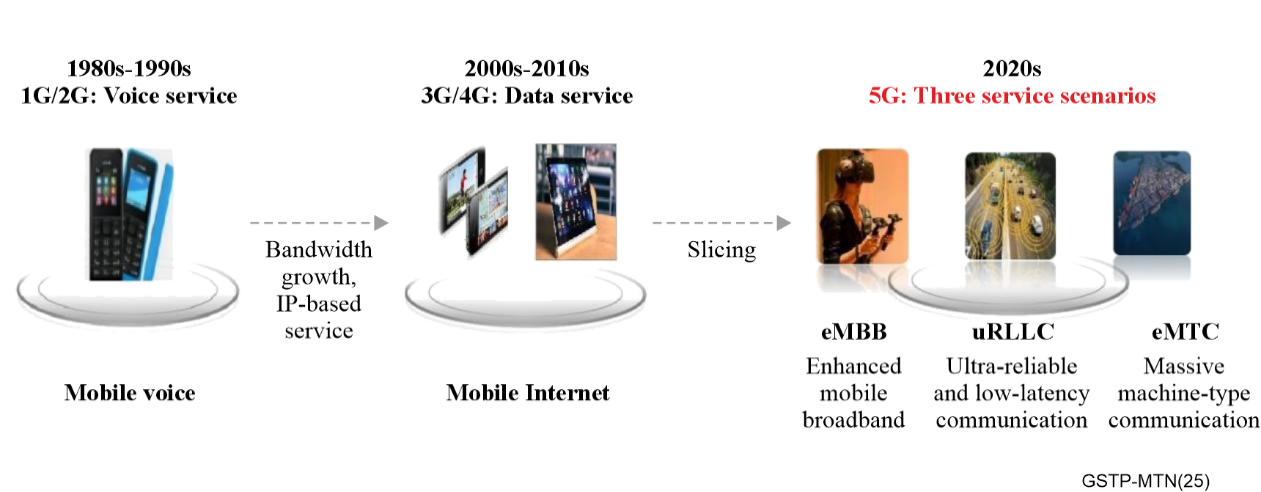 1980s-1990s
1G/2G: Voice service
2000s-2010s
3G/4G: Data service
2020s
5G: Three service scenarios
Bandwidth
growth,
IP-based
service
Slicing
Mobile voice
Mobile Internet
eMBB
Enhanced
mobile
broadband
uRLLC
Ultra-reliable
and low-latency
communication
eMTC
Massive
machine-type
communication
GSTP-MTN(25)